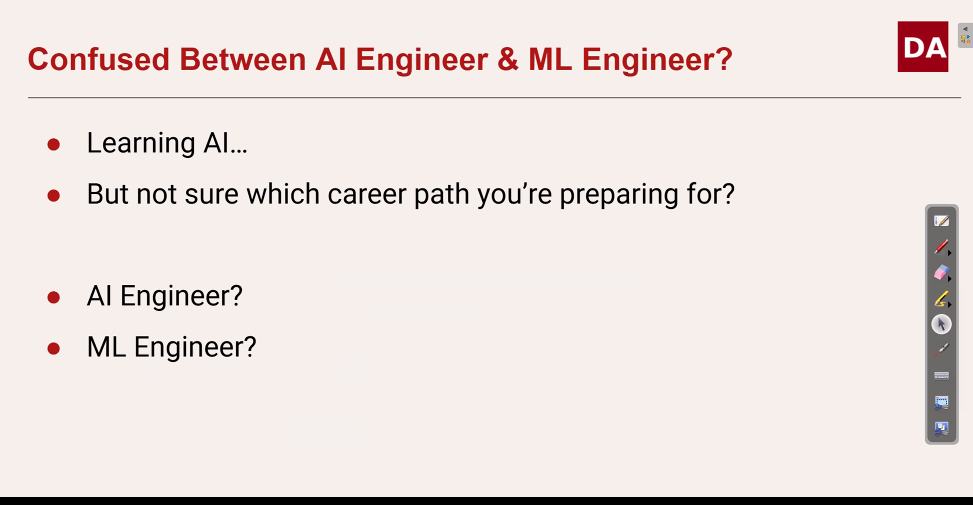 Confused Between AI Engineer & ML Engineer?
DA
● Learning AI...
● But not sure which career path you’re preparing for?
● AI Engineer?
● ML Engineer?